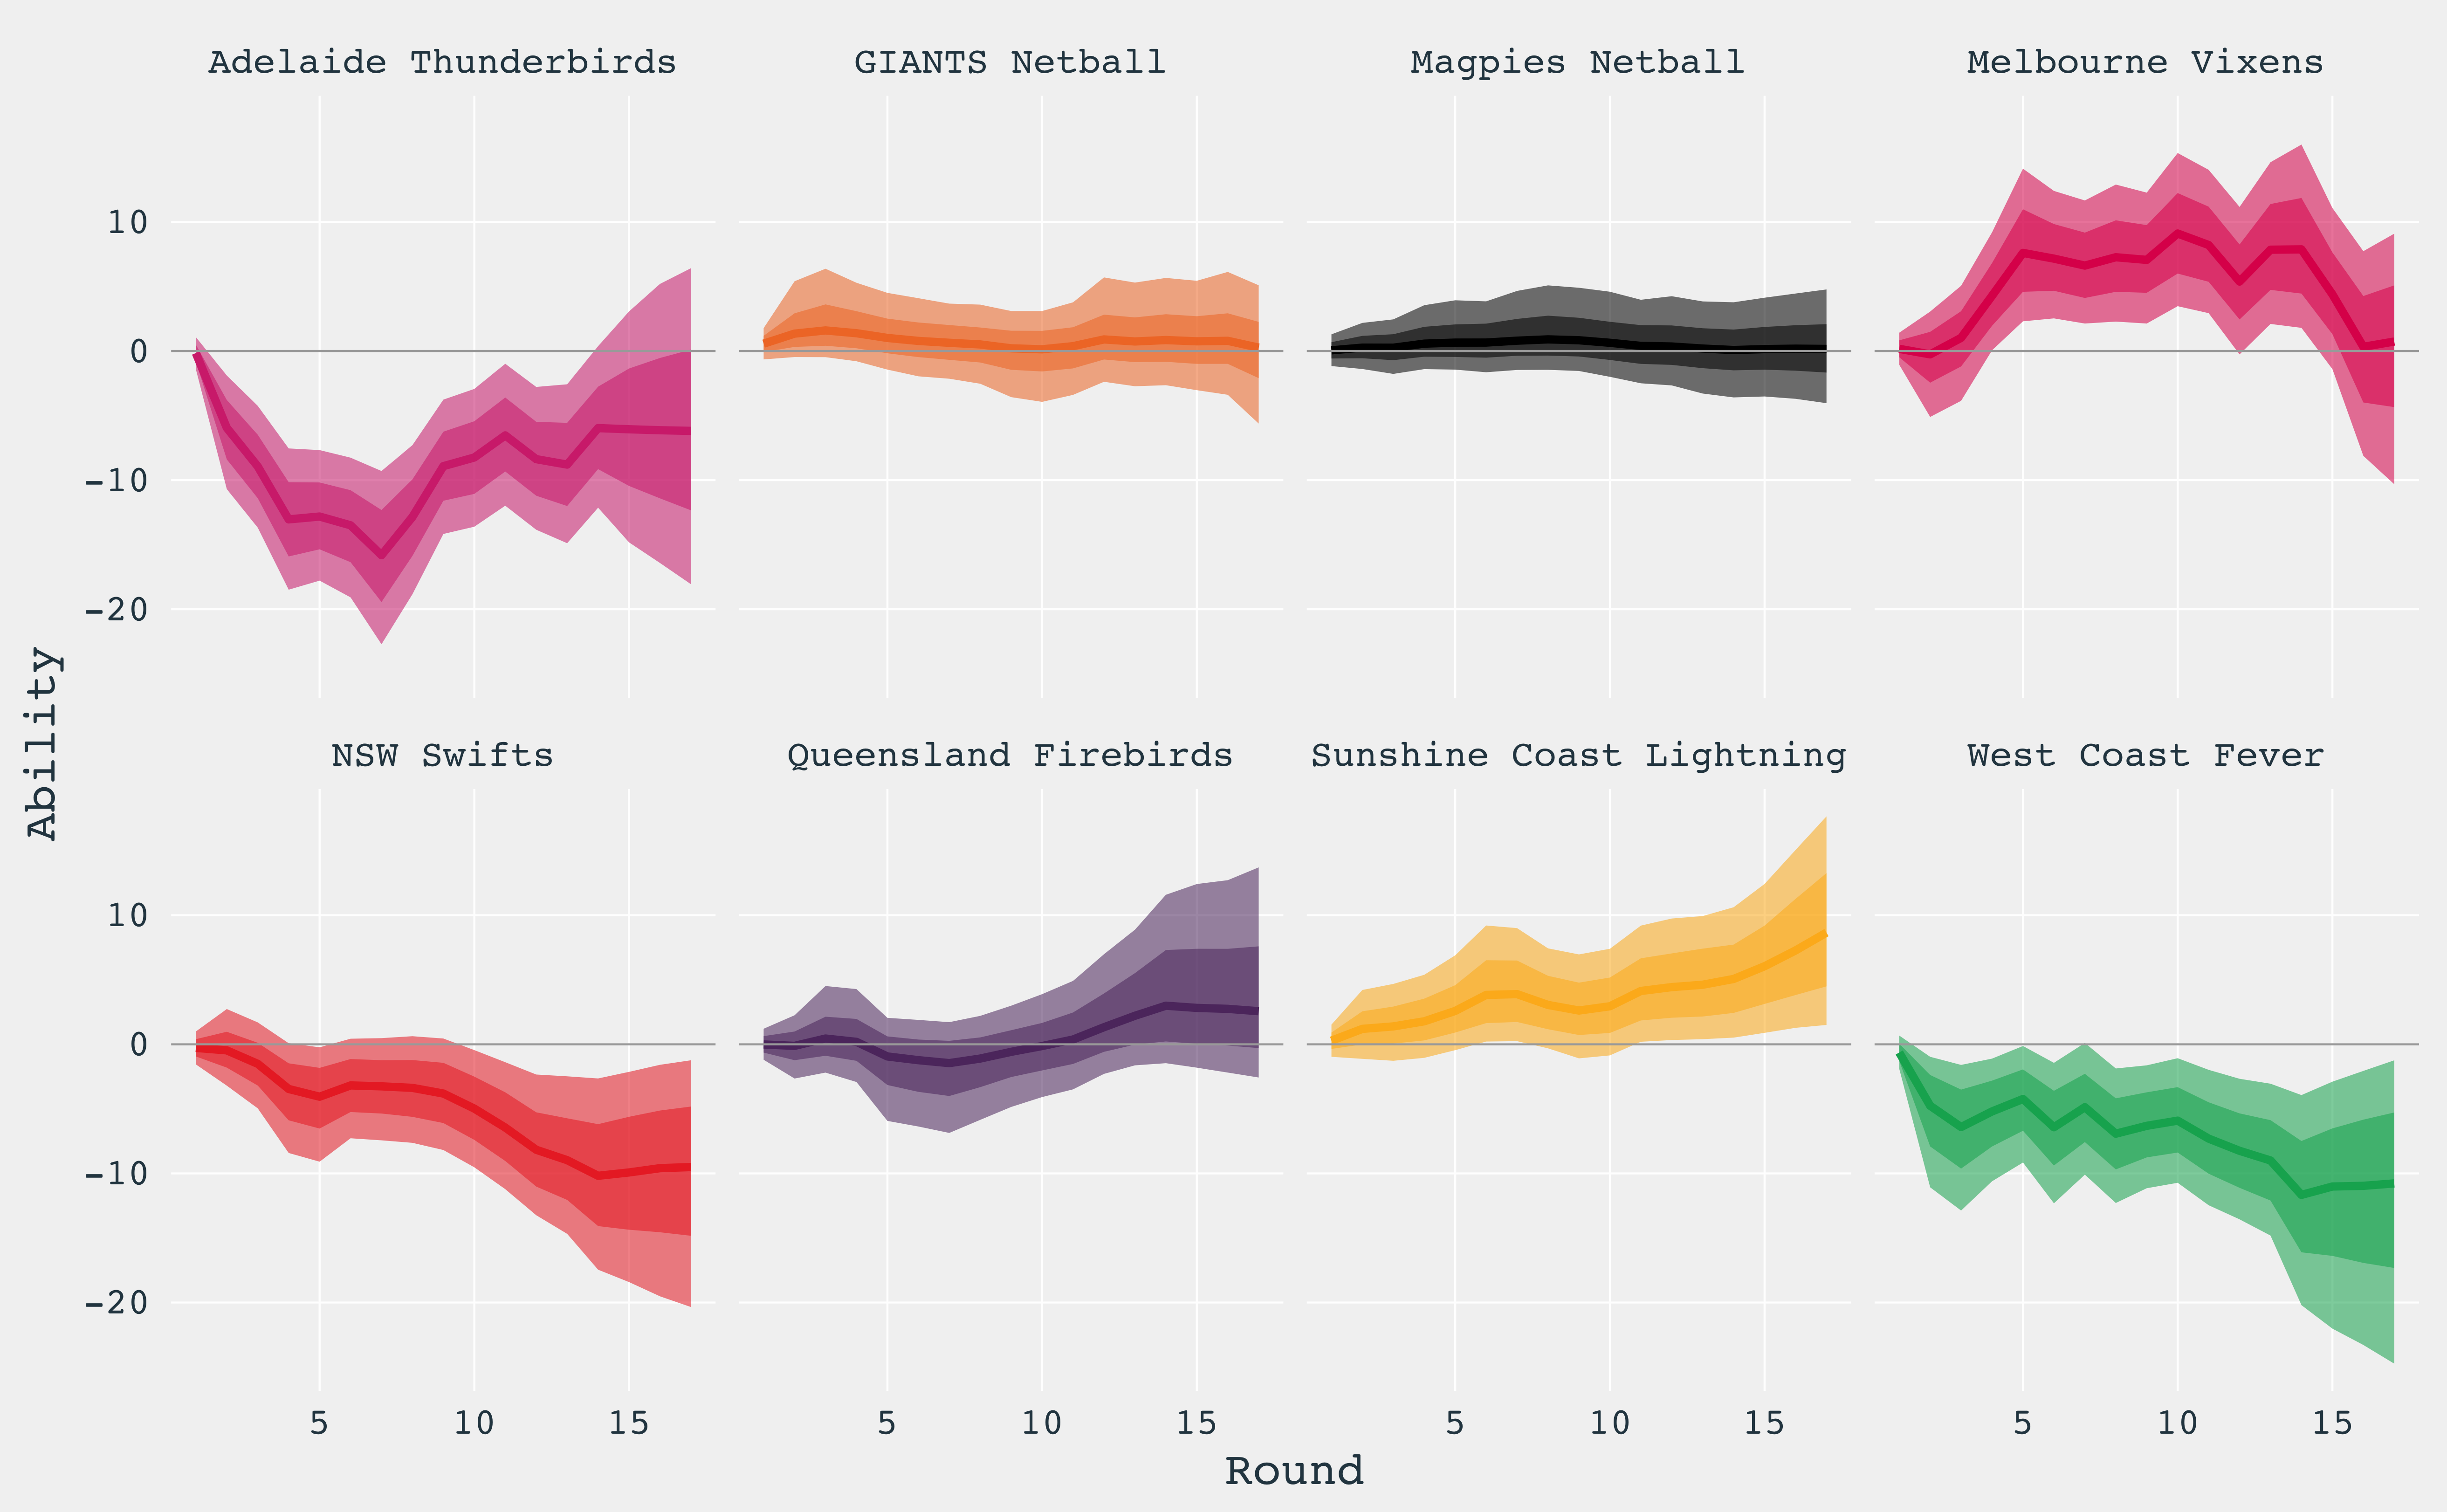 Adelaide Thunderbirds GIANTS Netball Magpies Netball Melbourne Vixens
10
0
-10
-20
Ability
NSW Swifts Queensland Firebirds Sunshine Coast Lightning West Coast Fever
10
0
-10
-20
5 10 15 5 10 15 5 10 15 5 10 15
Round